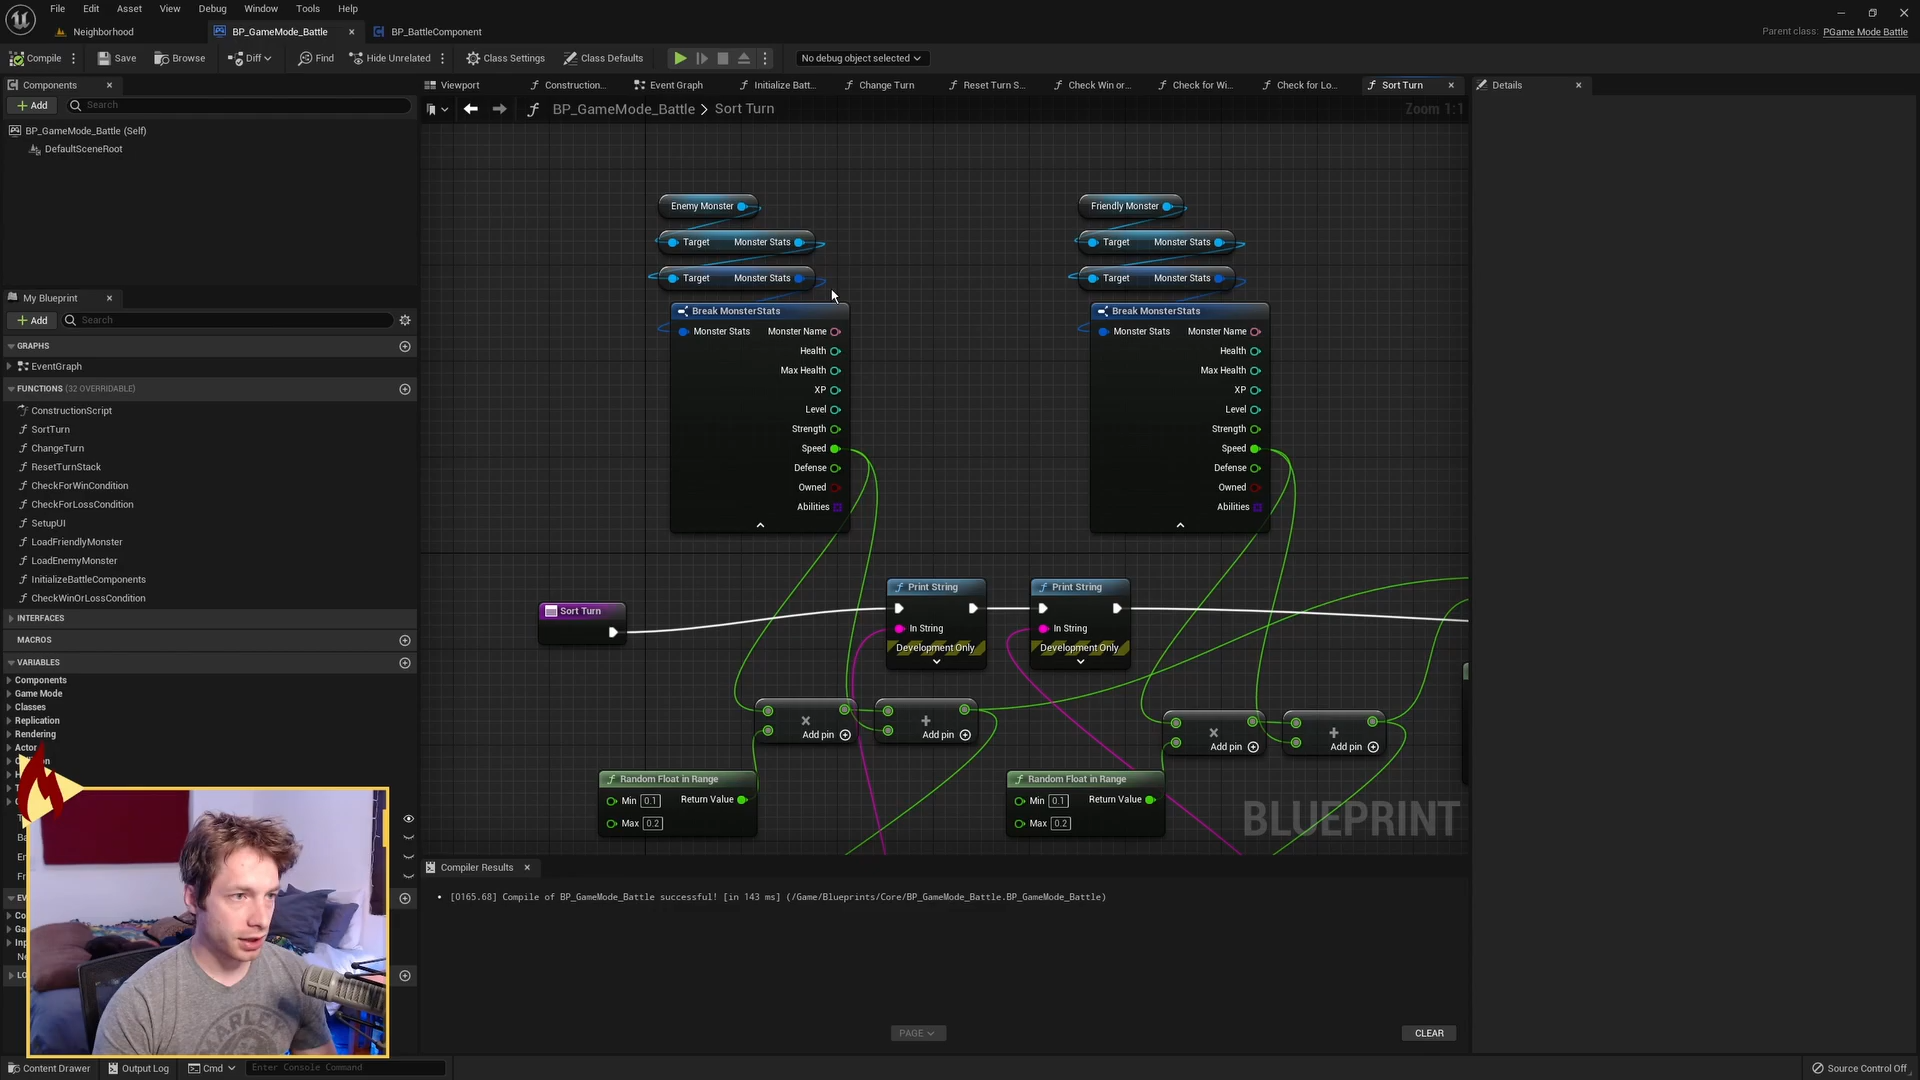 File Edit Asset View Debug Window Tools Help
Neighborhood BP_GameMode_Battle BP_BattleComponent
Parent class: PGame Mode Battle
Compile Save Browse Diff Find Hide Unrelated Class Settings Class Defaults No debug object selected
Components
Add Search
BP_GameMode_Battle (Self)
DefaultSceneRoot
My Blueprint
Add Search
GRAPHS
EventGraph
FUNCTIONS (32 OVERRIDABLE)
ConstructionScript
SortTurn
ChangeTurn
ResetTurnStack
CheckForWinCondition
CheckForLossCondition
SetupUI
LoadFriendlyMonster
LoadEnemyMonster
InitializeBattleComponents
CheckWinOrLossCondition
INTERFACES
MACROS
VARIABLES
Components
Game Mode
Classes
Replication
Rendering
Viewport Construction... Event Graph Initialize Batt... Change Turn Reset Turn S... Check Win or... Check for Wi... Check for Lo... Sort Turn
BP_GameMode_Battle > Sort Turn
Zoom 1:1
Enemy Monster
Target Monster Stats
Target Monster Stats
Break MonsterStats
Monster Stats Monster Name
Health
Max Health
XP
Level
Strength
Speed
Defense
Owned
Abilities
Friendly Monster
Target Monster Stats
Target Monster Stats
Break MonsterStats
Monster Stats Monster Name
Health
Max Health
XP
Level
Strength
Speed
Defense
Owned
Abilities
Sort Turn
Print String
In String
Development Only
Print String
In String
Development Only
Add pin
Add pin
Add pin
Add pin
Random Float in Range
Min 0.1 Return Value
Max 0.2
Random Float in Range
Min 0.1 Return Value
Max 0.2
BLUEPRINT
Compiler Results
[0165.68] Compile of BP_GameMode_Battle successful! [in 143 ms] (/Game/Blueprints/Core/BP_GameMode_Battle.BP_GameMode_Battle)
PAGE
CLEAR
Details
Content Drawer Output Log Cmd Enter Console Command
Source Control Off